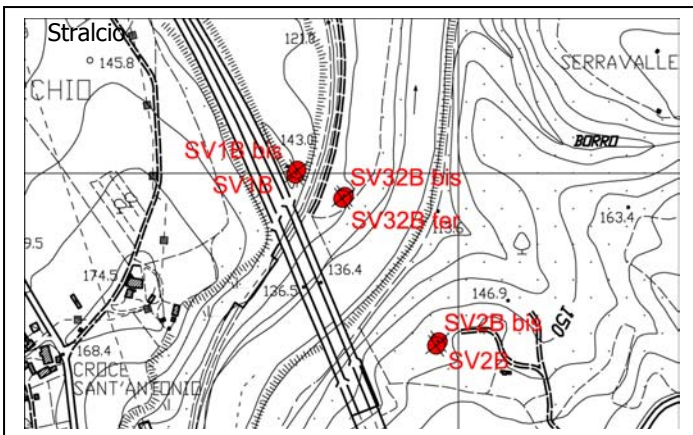 Stralcio
121.0
145.8
SERRAVALLE
CHIO
143.0
BORRO
SV1B bis
SV1B
SV32B bis
SV32B ter
163.4
9.5
174.5
136.4
136.5
146.9
150
SV2B bis
SV2B
168.4
CROCE
SANT'ANTONIO